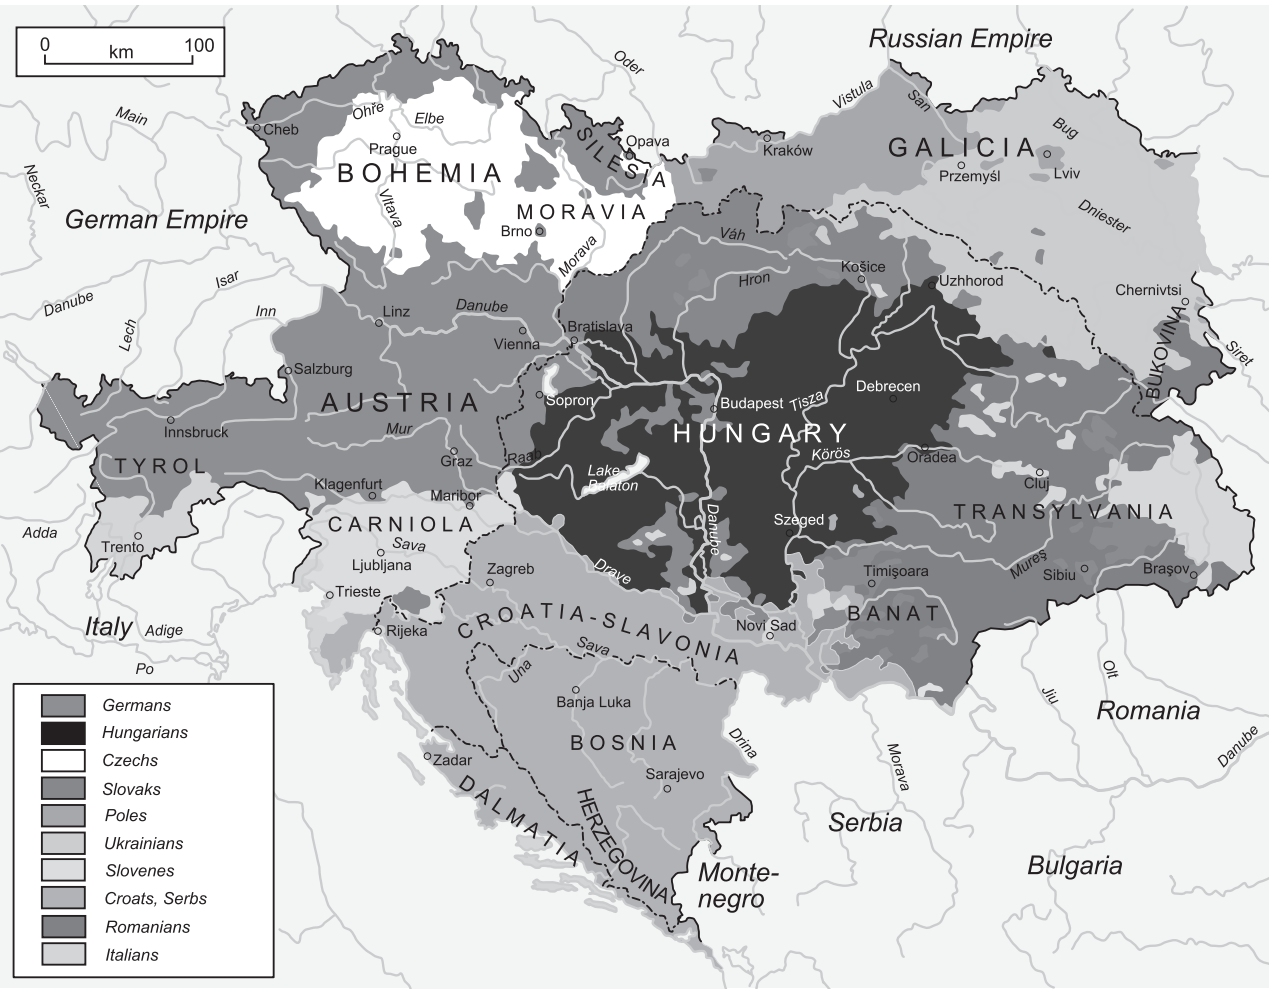 0 100
km
Russian Empire
Oder
Vistula
San
Main
Ohře
Elbe
Cheb
Prague
BOHEMIA
Vltava
SILESIA
Opava
Kraków
GALICIA
Bug
Przemyśl
Lviv
Dniester
Neckar
German Empire
MORAVIA
Brno
Morava
Váh
Hron
Košice
Uzhhorod
Chernivtsi
BUKOVINA
Siret
Danube
Isar
Inn
Lech
Linz
Danube
Vienna
Bratislava
Salzburg
AUSTRIA
Sopron
Budapest
Tisza
Debrecen
HUNGARY
Innsbruck
Mur
Graz
Raab
Lake
Balaton
Körös
Oradea
Cluj
TRANSYLVANIA
TYROL
Klagenfurt
Maribor
CARNIOLA
Szeged
Danube
Adda
Trento
Sava
Ljubljana
Zagreb
Drave
Timişoara
Mureş
Sibiu
Braşov
Trieste
BANAT
Italy
Adige
Rijeka
CROATIA-SLAVONIA
Novi Sad
Po
Una
Sava
Banja Luka
BOSNIA
Sarajevo
Drina
Jiu
Olt
Romania
Danube
Morava
Zadar
DALMATIA
HERZEGOVINA
Serbia
Bulgaria
Monte-
negro
Germans
Hungarians
Czechs
Slovaks
Poles
Ukrainians
Slovenes
Croats, Serbs
Romanians
Italians